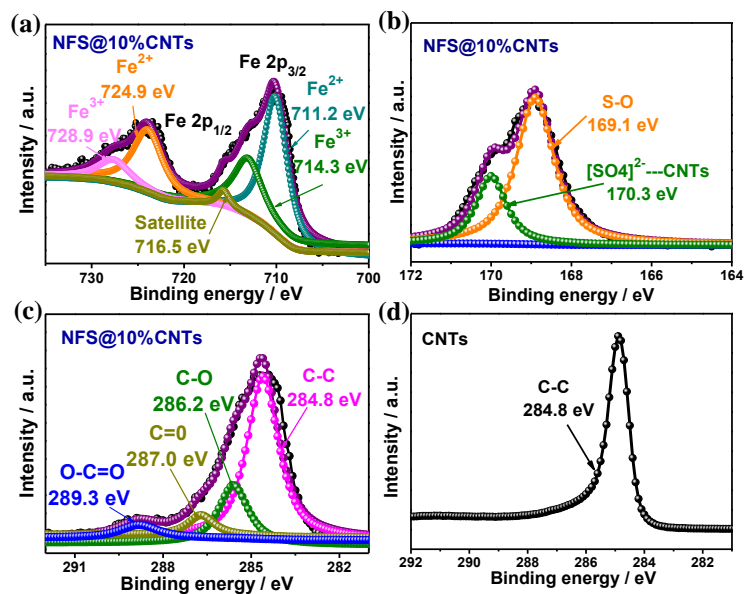 (a)
NFS@10%CNTs
Fe²⁺
724.9 eV
Fe³⁺
728.9 eV
Fe 2p₁/₂
Fe 2p₃/₂
Fe²⁺
711.2 eV
Fe³⁺
714.3 eV
Satellite
716.5 eV
Intensity / a.u.
730 720 710 700
Binding energy / eV
(b)
NFS@10%CNTs
S-O
169.1 eV
[SO4]²⁻---CNTs
170.3 eV
Intensity / a.u.
172 170 168 166 164
Binding energy / eV
(c)
NFS@10%CNTs
C-O
286.2 eV
C-C
284.8 eV
C=0
287.0 eV
O-C=O
289.3 eV
Intensity / a.u.
291 288 285 282
Binding energy / eV
(d)
CNTs
C-C
284.8 eV
Intensity / a.u.
292 290 288 286 284 282
Binding energy / eV